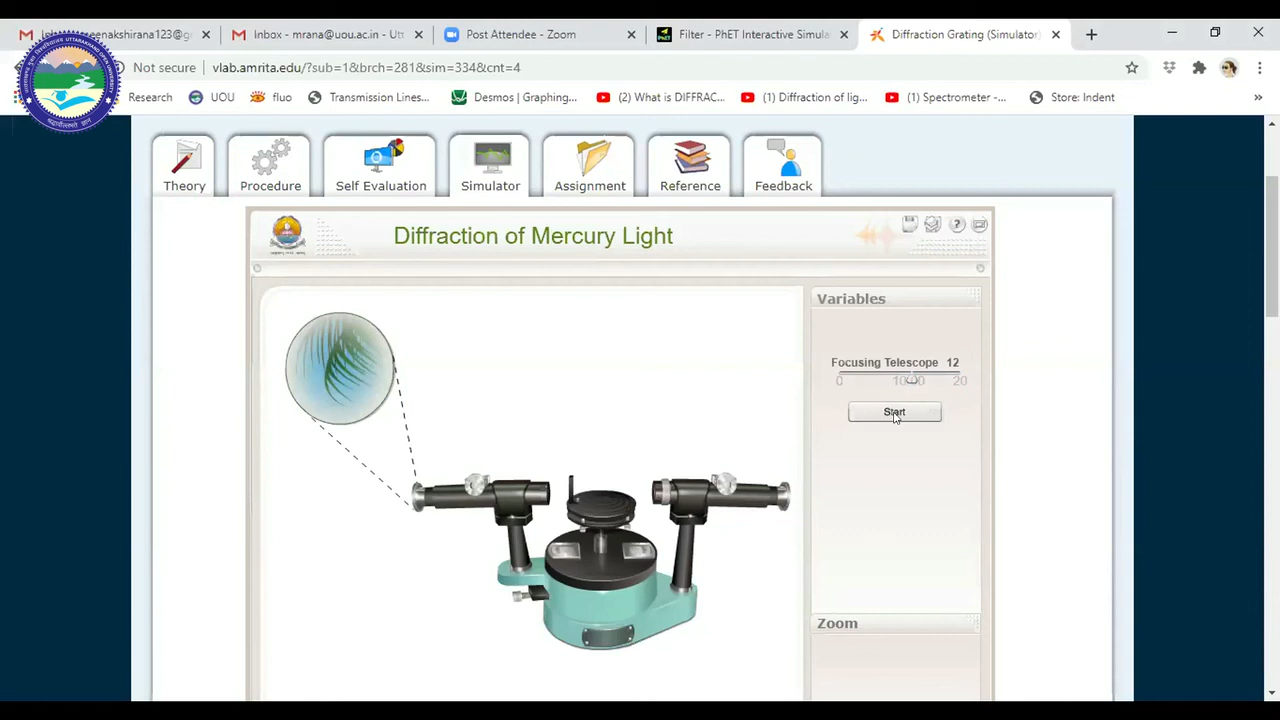 Inbox - mrana@uou.ac.in - Ut
Post Attendee - Zoom
Filter - PhET Interactive Simula
Diffraction Grating (Simulator)
Not secure
vlab.amrita.edu/?sub=1&brch=281&sim=334&cnt=4
Research
UOU
fluo
Transmission Lines...
Desmos | Graphing...
(2) What is DIFFRAC...
(1) Diffraction of lig...
(1) Spectrometer -...
Store: Indent
»
Theory
Procedure
Self Evaluation
Simulator
Assignment
Reference
Feedback
Diffraction of Mercury Light
Variables
Focusing Telescope 12
0
20
Start
Zoom